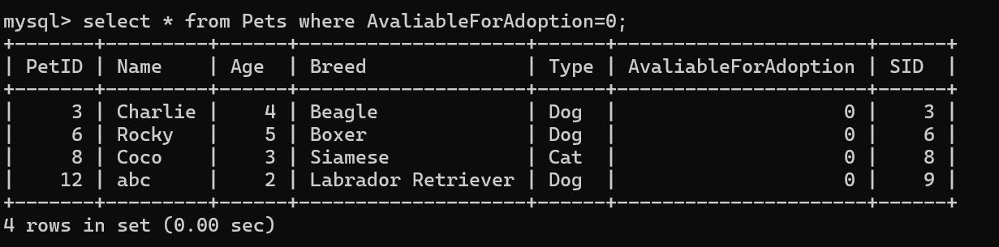 mysql> select * from Pets where AvaliableForAdoption=0;
+-------+---------+------+--------------------+------+----------------------+------+
| PetID | Name    | Age  | Breed              | Type | AvaliableForAdoption | SID  |
+-------+---------+------+--------------------+------+----------------------+------+
|     3 | Charlie |    4 | Beagle             | Dog  |                    0 |    3 |
|     6 | Rocky   |    5 | Boxer              | Dog  |                    0 |    6 |
|     8 | Coco    |    3 | Siamese            | Cat  |                    0 |    8 |
|    12 | abc     |    2 | Labrador Retriever | Dog  |                    0 |    9 |
+-------+---------+------+--------------------+------+----------------------+------+
4 rows in set (0.00 sec)